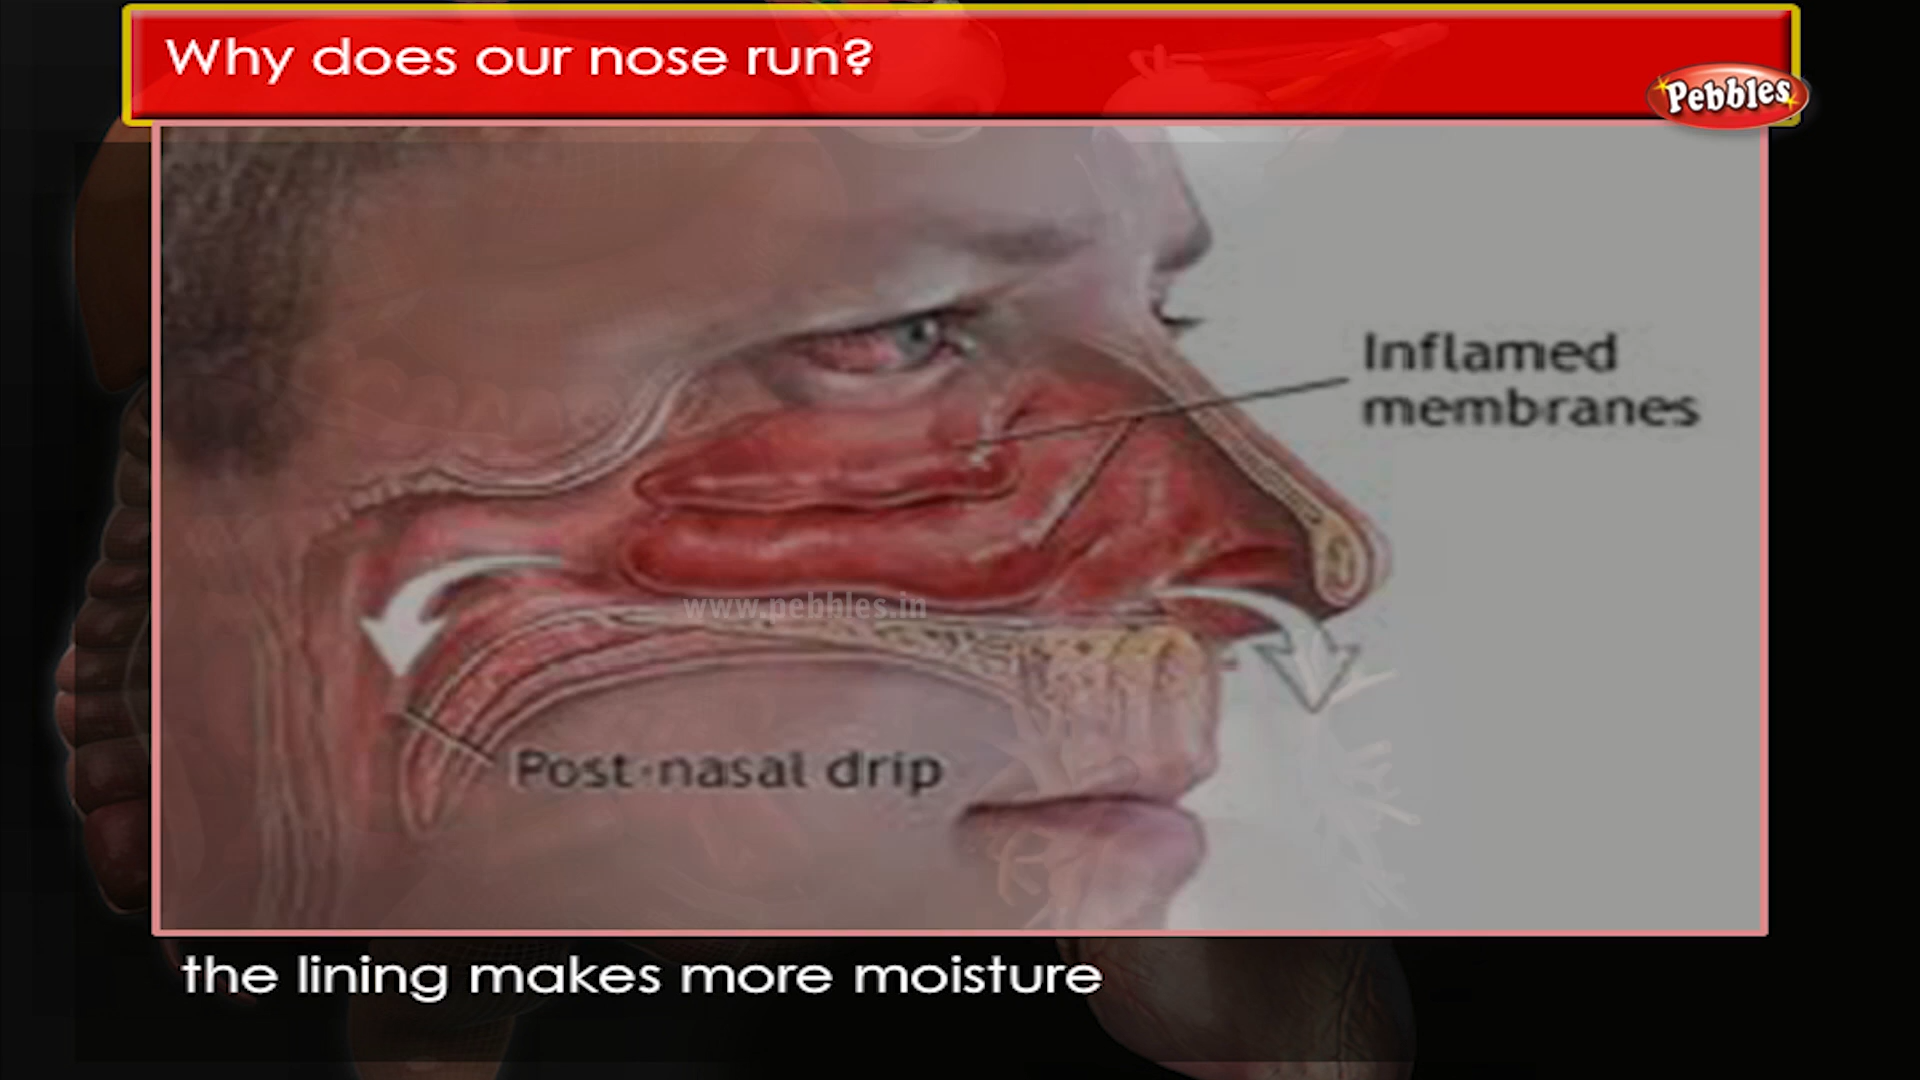 Why does our nose run?
Pebbles
Inflamed
membranes
www.pebbles.in
Post-nasal drip
the lining makes more moisture